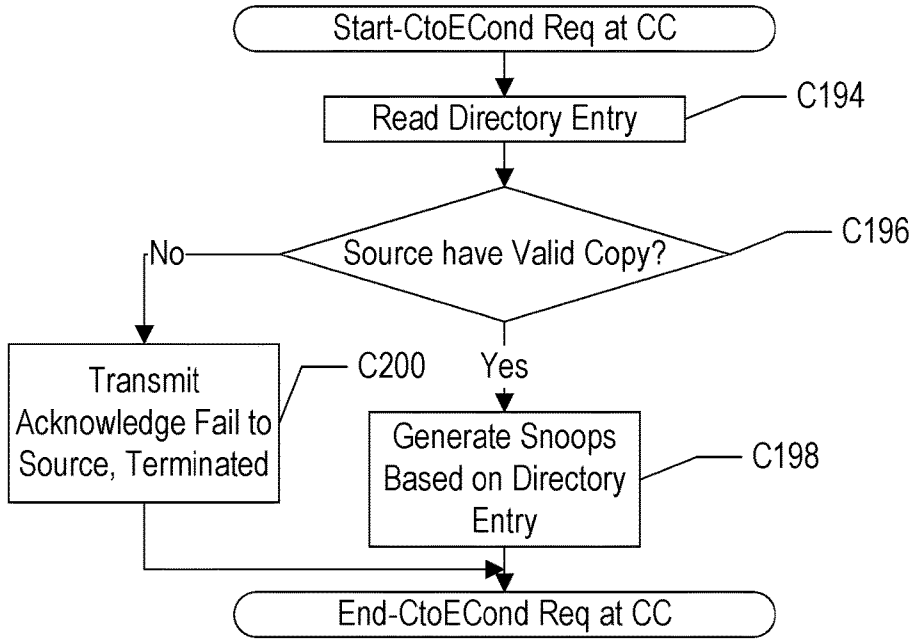 Start-CtoECond Req at CC
Read Directory Entry
C194
Source have Valid Copy?
C196
No
Yes
Transmit
Acknowledge Fail to
Source, Terminated
C200
Generate Snoops
Based on Directory
Entry
C198
End-CtoECond Req at CC